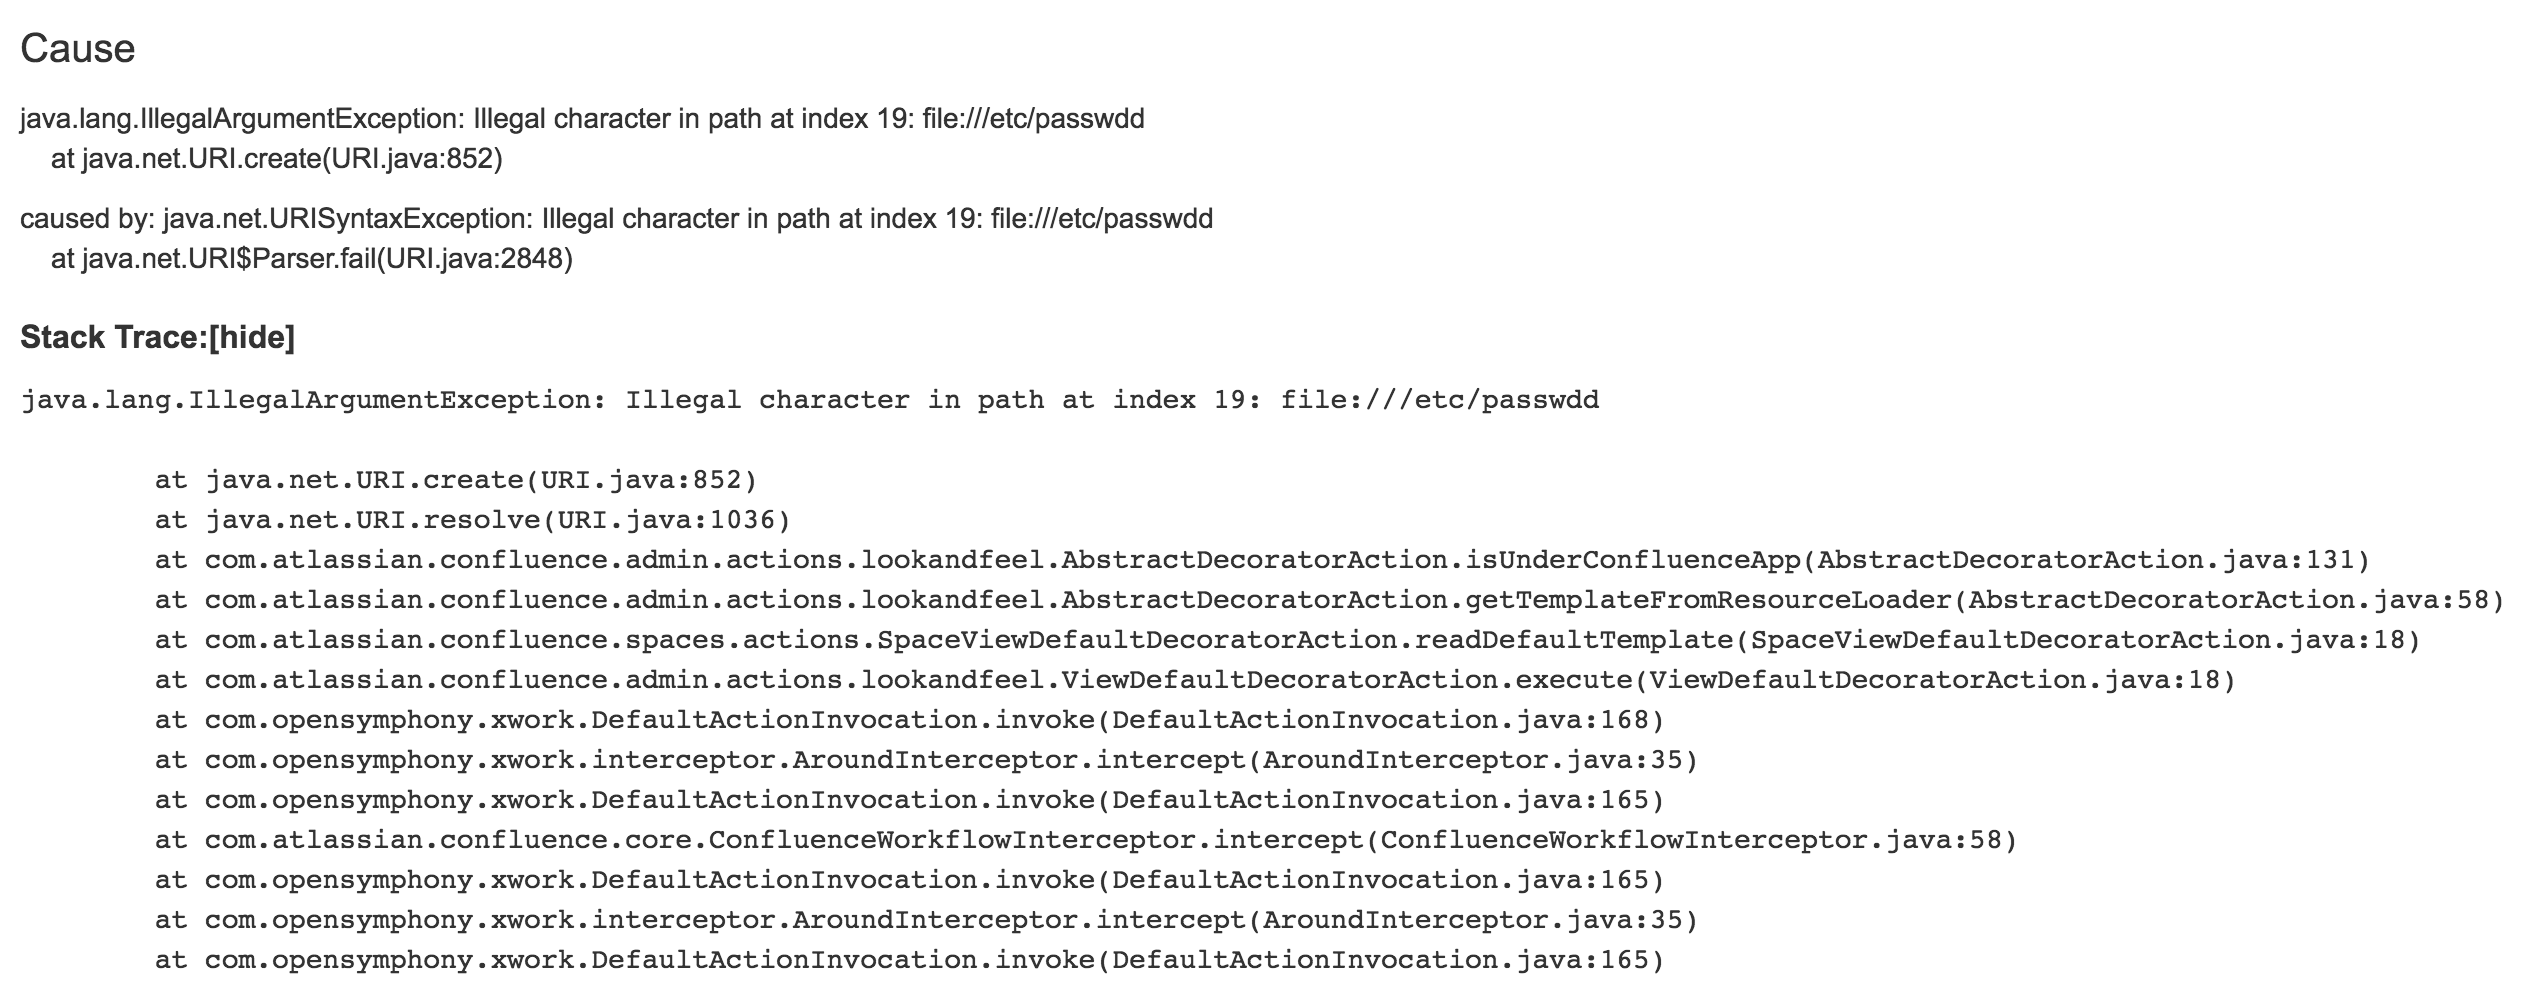 Cause
java.lang.IllegalArgumentException: Illegal character in path at index 19: file:///etc/passwdd
at java.net.URI.create(URI.java:852)
caused by: java.net.URISyntaxException: Illegal character in path at index 19: file:///etc/passwdd
at java.net.URI$Parser.fail(URI.java:2848)
Stack Trace:[hide]
java.lang.IllegalArgumentException: Illegal character in path at index 19: file:///etc/passwdd
at java.net.URI.create(URI.java:852)
at java.net.URI.resolve(URI.java:1036)
at com.atlassian.confluence.admin.actions.lookandfeel.AbstractDecoratorAction.isUnderConfluenceApp(AbstractDecoratorAction.java:131)
at com.atlassian.confluence.admin.actions.lookandfeel.AbstractDecoratorAction.getTemplateFromResourceLoader(AbstractDecoratorAction.java:58)
at com.atlassian.confluence.spaces.actions.SpaceViewDefaultDecoratorAction.readDefaultTemplate(SpaceViewDefaultDecoratorAction.java:18)
at com.atlassian.confluence.admin.actions.lookandfeel.ViewDefaultDecoratorAction.execute(ViewDefaultDecoratorAction.java:18)
at com.opensymphony.xwork.DefaultActionInvocation.invoke(DefaultActionInvocation.java:168)
at com.opensymphony.xwork.interceptor.AroundInterceptor.intercept(AroundInterceptor.java:35)
at com.opensymphony.xwork.DefaultActionInvocation.invoke(DefaultActionInvocation.java:165)
at com.atlassian.confluence.core.ConfluenceWorkflowInterceptor.intercept(ConfluenceWorkflowInterceptor.java:58)
at com.opensymphony.xwork.DefaultActionInvocation.invoke(DefaultActionInvocation.java:165)
at com.opensymphony.xwork.interceptor.AroundInterceptor.intercept(AroundInterceptor.java:35)
at com.opensymphony.xwork.DefaultActionInvocation.invoke(DefaultActionInvocation.java:165)